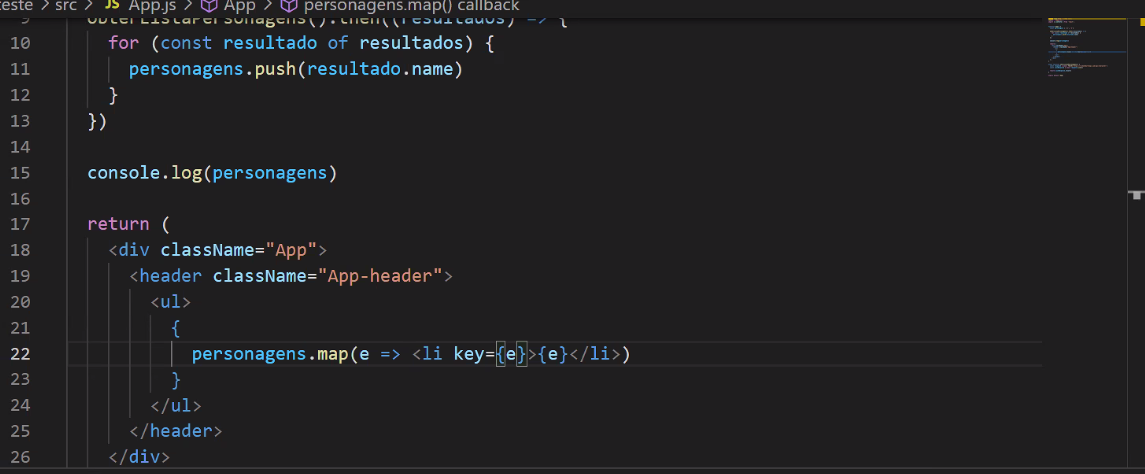 teste > src > JS App.js > App > personagens.map() callback
9 obterListaPersonagens().then((resultados) => {
10 for (const resultado of resultados) {
11 personagens.push(resultado.name)
12 }
13 })
14
15 console.log(personagens)
16
17 return (
18 <div className="App">
19 <header className="App-header">
20 <ul>
21 {
22 personagens.map(e => <li key={e}>{e}</li>)
23 }
24 </ul>
25 </header>
26 </div>